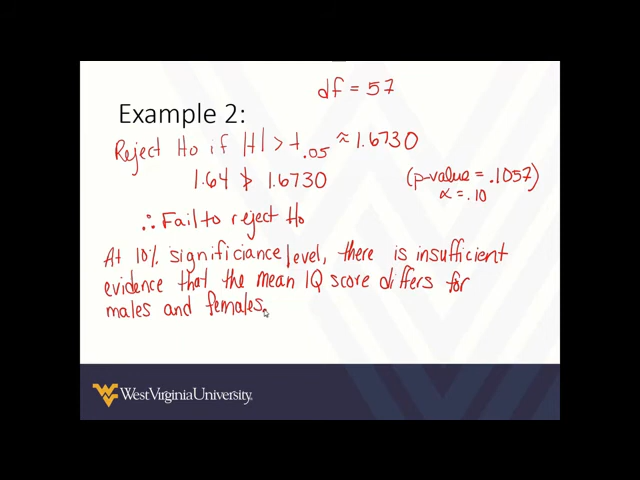 df = 57
Example 2:
Reject Ho if |t| > t.05 ≈ 1.6730
1.64 ≯ 1.6730
(p-value = .1057)
α = .10
∴ Fail to reject Ho
At 10% significiance level, there is insufficient
evidence that the mean IQ score differs for
males and females.
WestVirginiaUniversity.